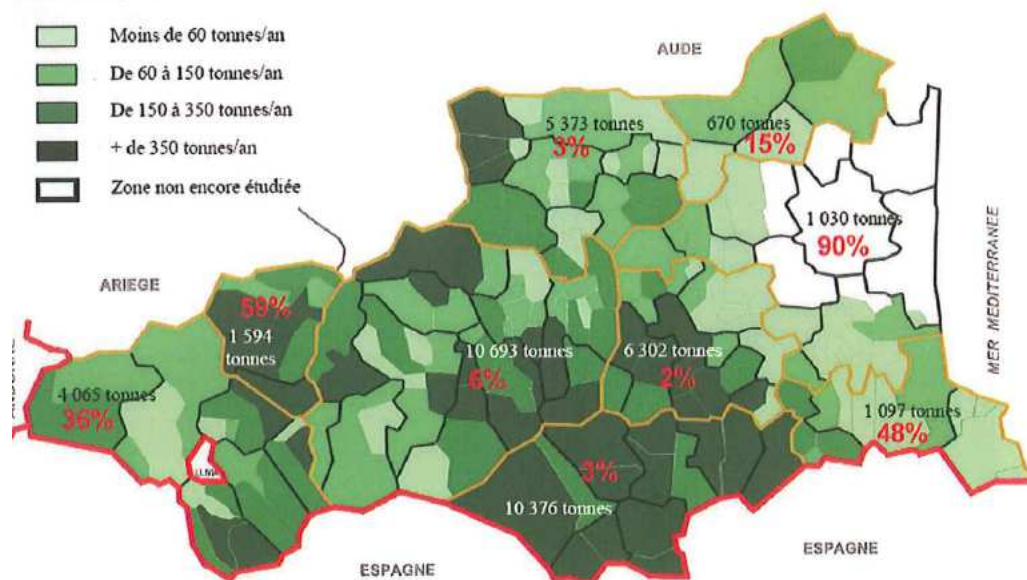 Moins de 60 tonnes/an
De 60 à 150 tonnes/an
De 150 à 350 tonnes/an
+ de 350 tonnes/an
Zone non encore étudiée
AUDE
5 373 tonnes
3%
670 tonnes
15%
1 030 tonnes
90%
MER MEDITERRANEE
ARIEGE
59%
1 594
tonnes
10 693 tonnes
6%
6 302 tonnes
2%
4 065 tonnes
36%
1 097 tonnes
48%
3%
10 376 tonnes
ESPAGNE
ESPAGNE